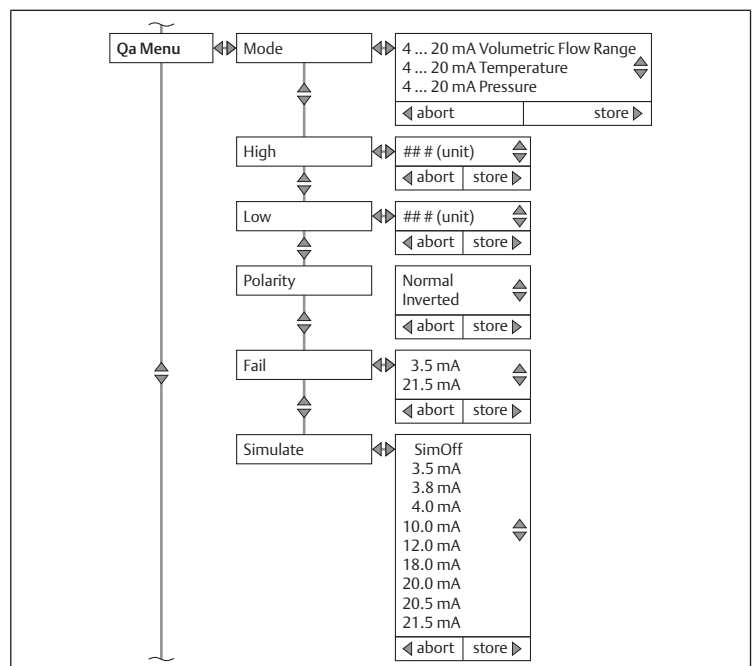 Qa Menu
Mode
4 ... 20 mA Volumetric Flow Range
4 ... 20 mA Temperature
4 ... 20 mA Pressure
abort
store
High
## # (unit)
abort
store
Low
## # (unit)
abort
store
Polarity
Normal
Inverted
abort
store
Fail
3.5 mA
21.5 mA
abort
store
Simulate
SimOff
3.5 mA
3.8 mA
4.0 mA
10.0 mA
12.0 mA
18.0 mA
20.0 mA
20.5 mA
21.5 mA
abort
store